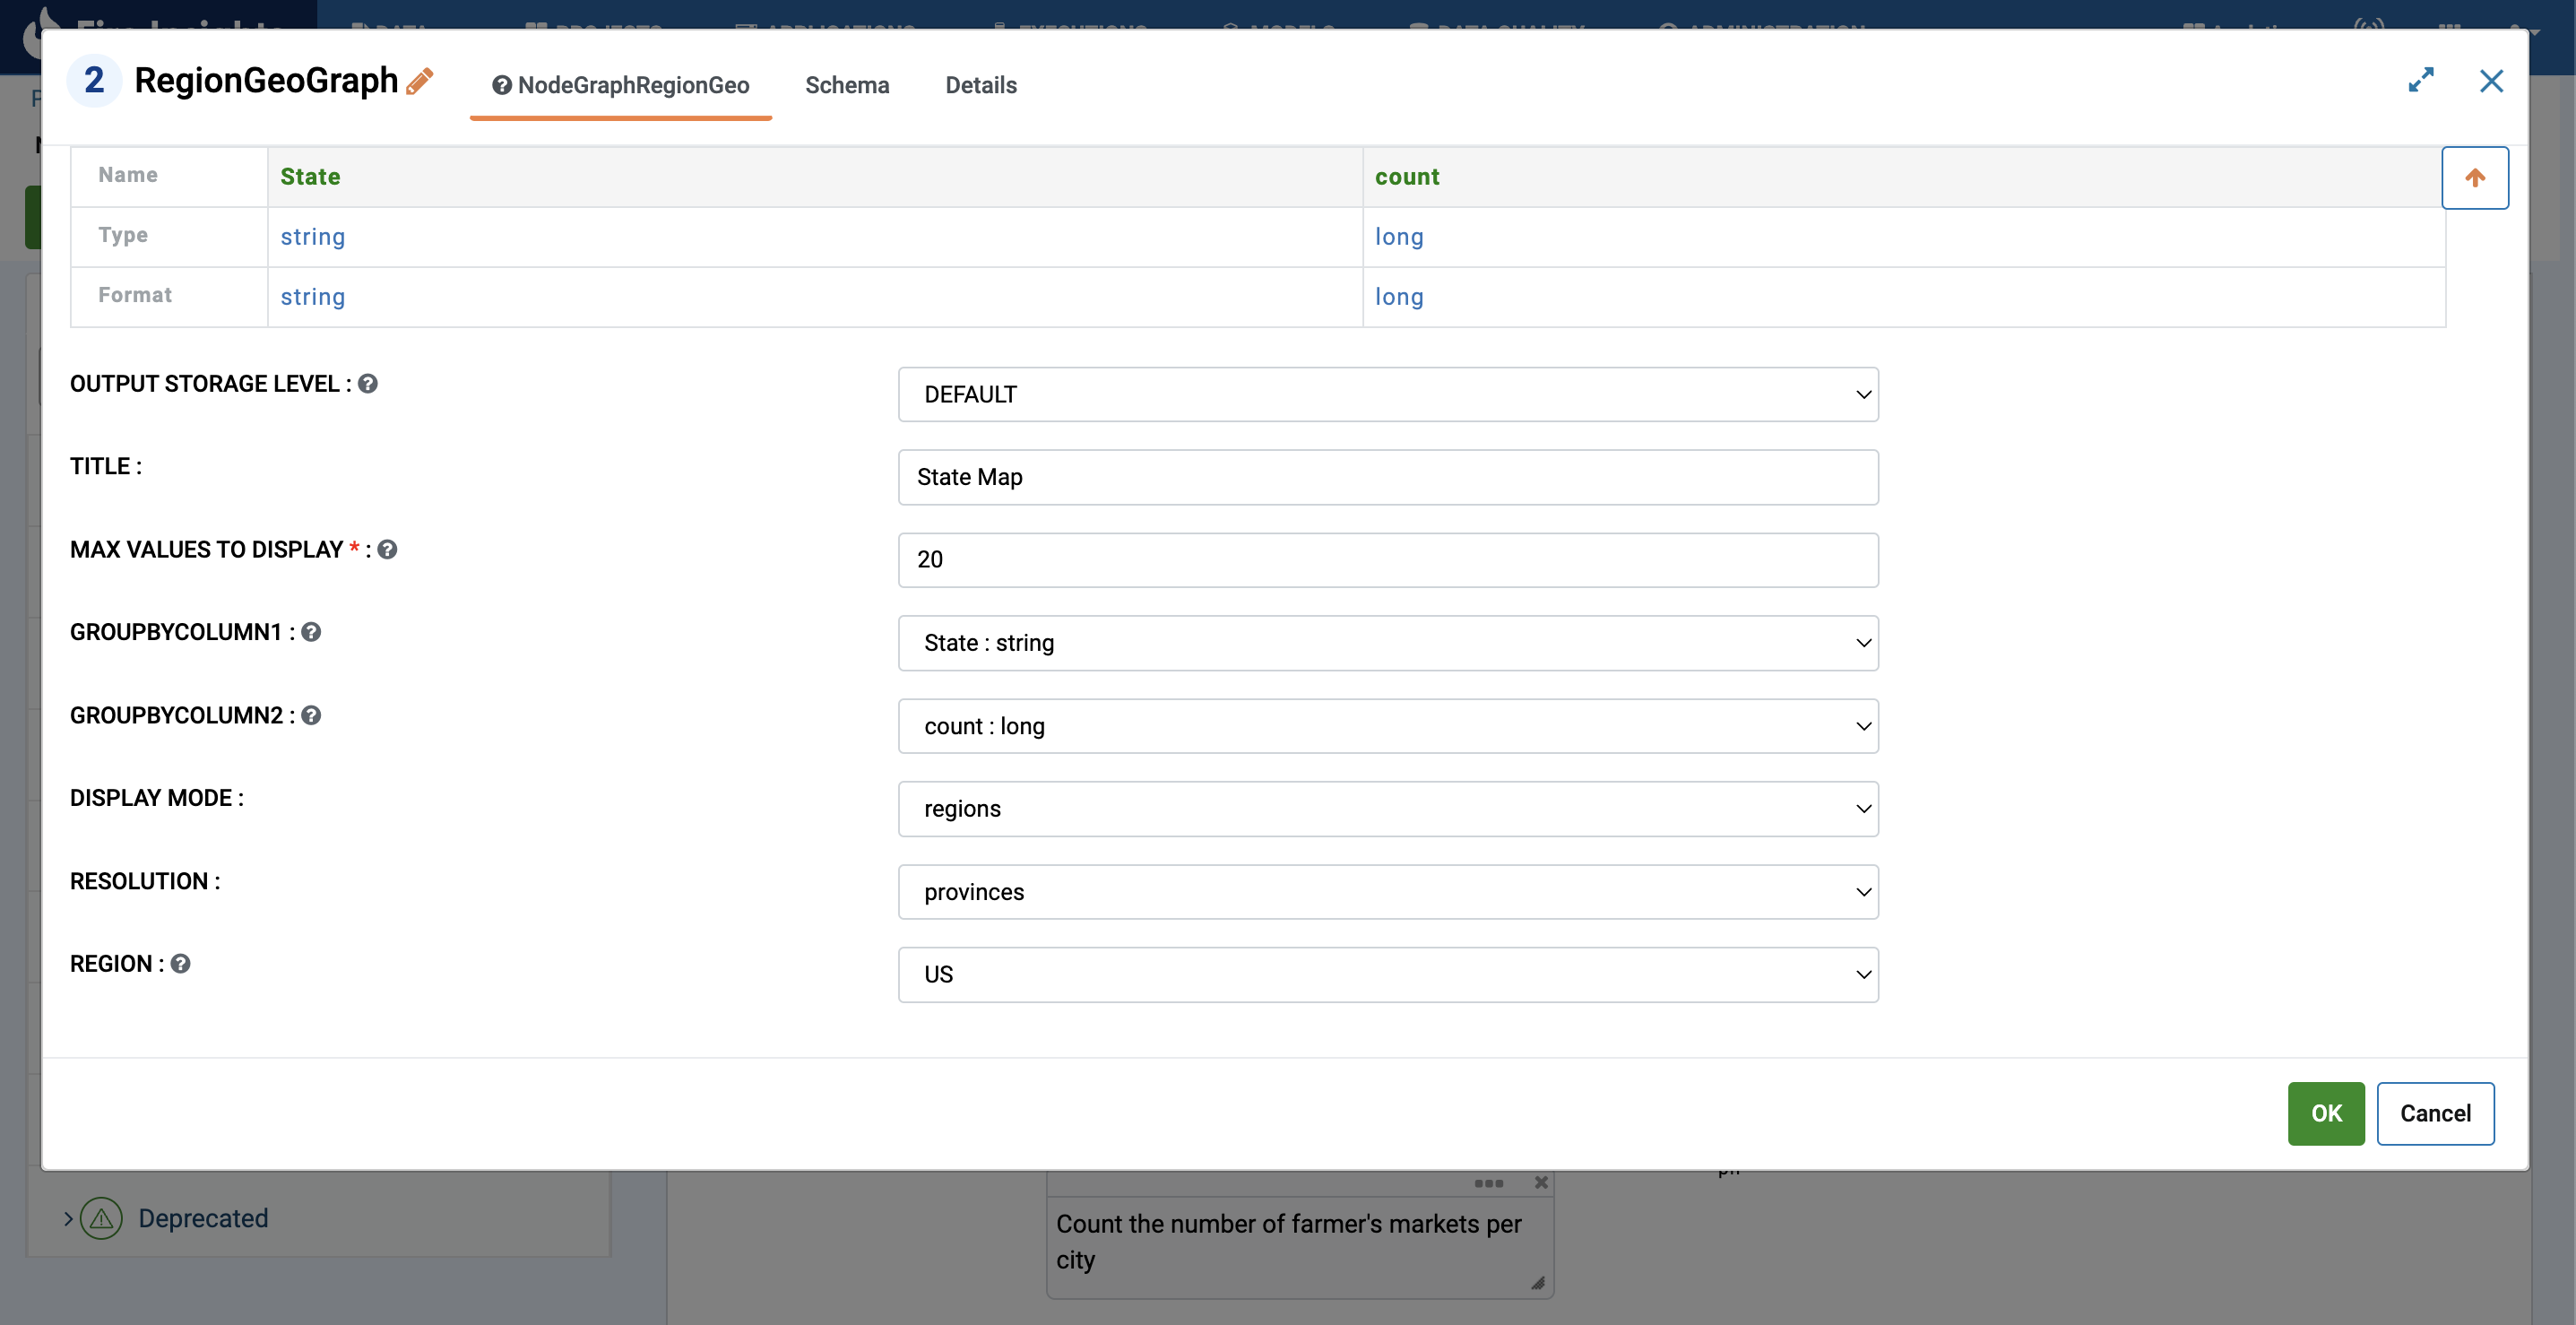 2 RegionGeoGraph NodeGraphRegionGeo Schema Details
Name State count
Type string long
Format string long
OUTPUT STORAGE LEVEL : DEFAULT
TITLE : State Map
MAX VALUES TO DISPLAY * : 20
GROUPBYCOLUMN1 : State : string
GROUPBYCOLUMN2 : count : long
DISPLAY MODE : regions
RESOLUTION : provinces
REGION : US
OK Cancel
Deprecated
Count the number of farmer's markets per
city